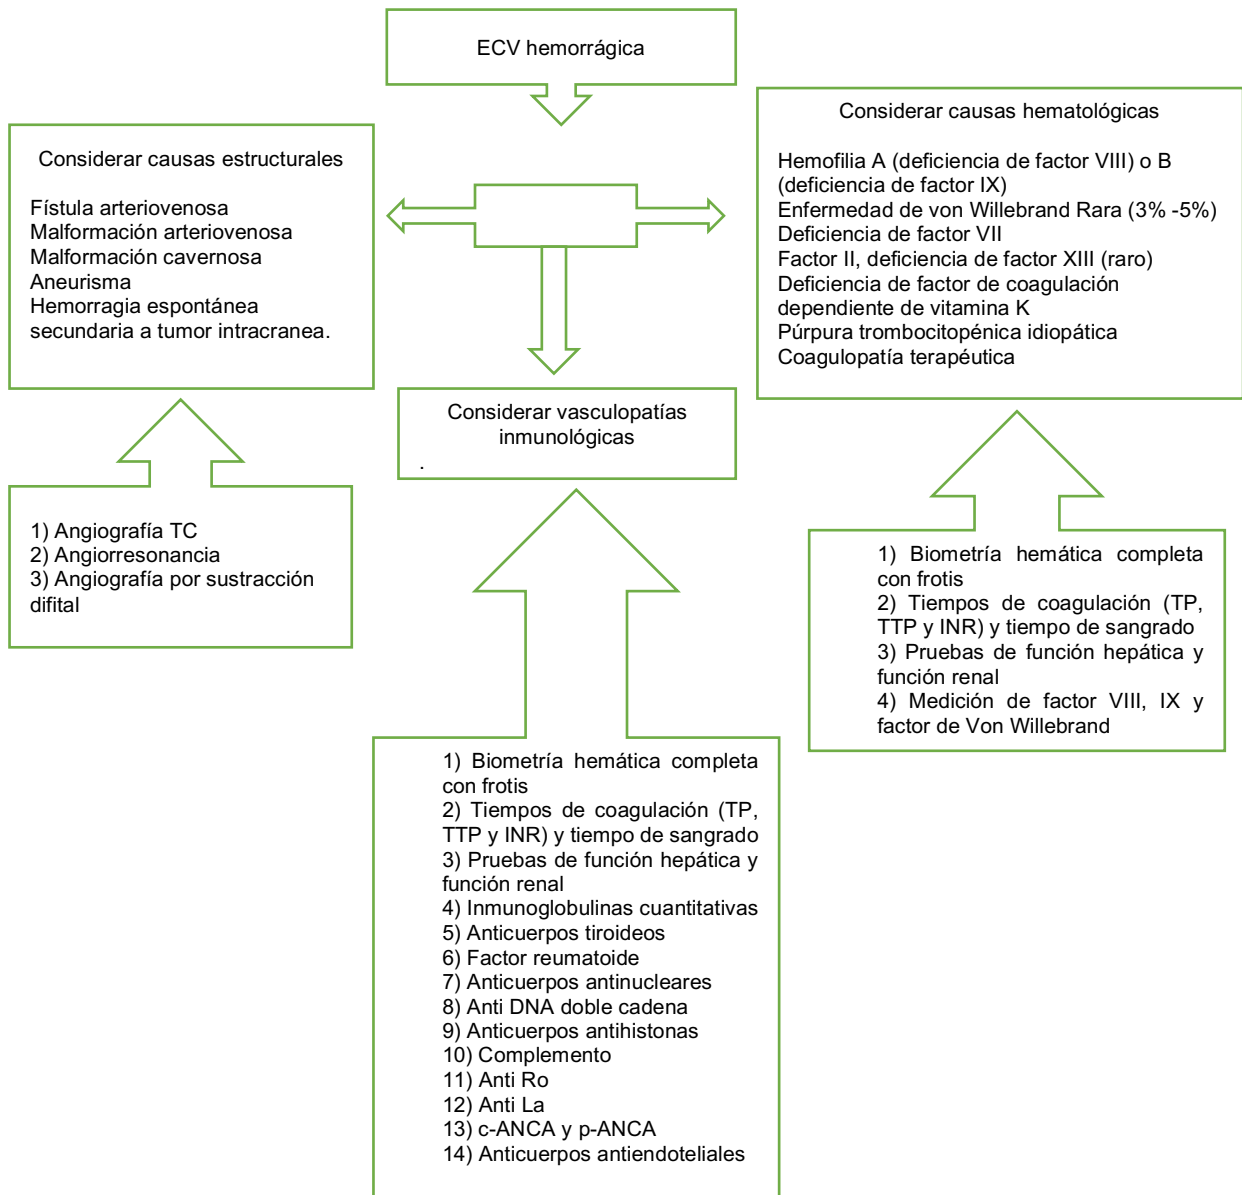 ECV hemorrágica
Considerar causas estructurales
Fístula arteriovenosa
Malformación arteriovenosa
Malformación cavernosa
Aneurisma
Hemorragia espontánea
secundaria a tumor intracranea.
Considerar causas hematológicas
Hemofilia A (deficiencia de factor VIII) o B
(deficiencia de factor IX)
Enfermedad de von Willebrand Rara (3% -5%)
Deficiencia de factor VII
Factor II, deficiencia de factor XIII (raro)
Deficiencia de factor de coagulación
dependiente de vitamina K
Púrpura trombocitopénica idiopática
Coagulopatía terapéutica
Considerar vasculopatías
inmunológicas
.
1) Angiografía TC
2) Angiorresonancia
3) Angiografía por sustracción
difital
1) Biometría hemática completa
con frotis
2) Tiempos de coagulación (TP,
TTP y INR) y tiempo de sangrado
3) Pruebas de función hepática y
función renal
4) Medición de factor VIII, IX y
factor de Von Willebrand
1) Biometría hemática completa
con frotis
2) Tiempos de coagulación (TP,
TTP y INR) y tiempo de sangrado
3) Pruebas de función hepática y
función renal
4) Inmunoglobulinas cuantitativas
5) Anticuerpos tiroideos
6) Factor reumatoide
7) Anticuerpos antinucleares
8) Anti DNA doble cadena
9) Anticuerpos antihistonas
10) Complemento
11) Anti Ro
12) Anti La
13) c-ANCA y p-ANCA
14) Anticuerpos antiendoteliales